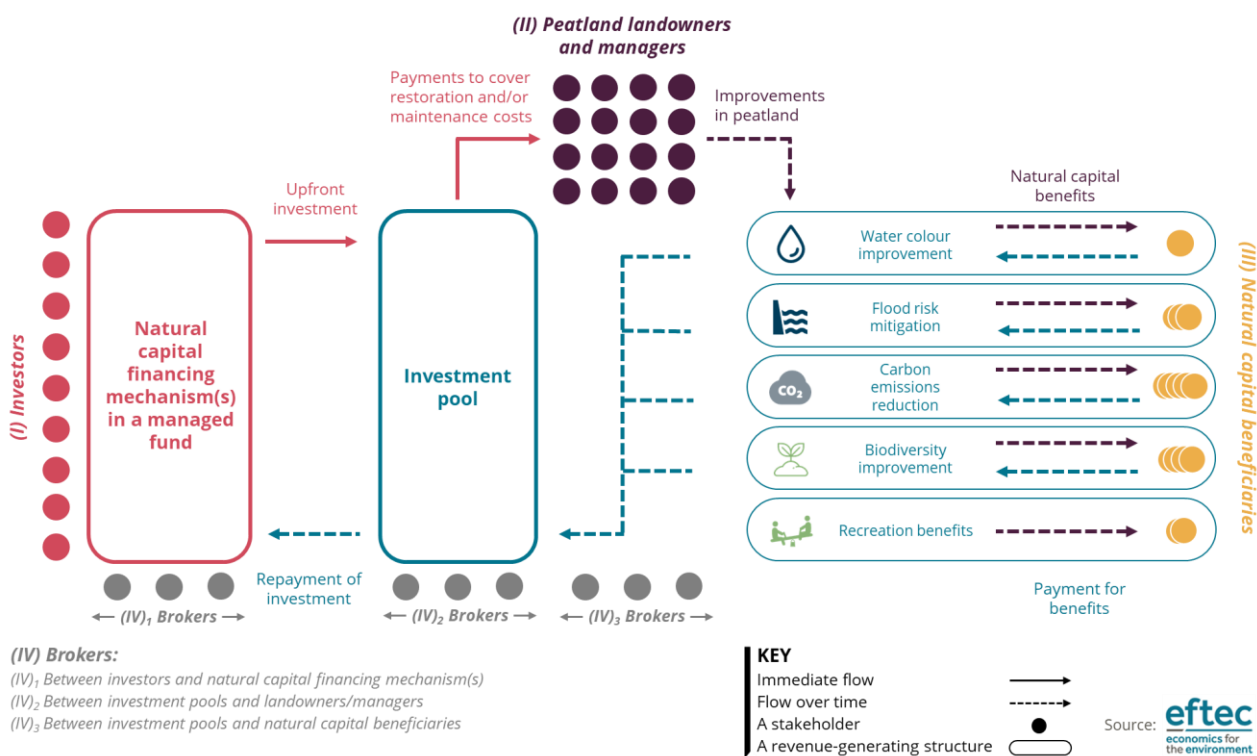 (II) Peatland landowners
and managers
Payments to cover
restoration and/or
maintenance costs
Improvements
in peatland
Upfront
investment
Natural capital
benefits
(I) Investors
Natural
capital
financing
mechanism(s)
in a managed
fund
Investment
pool
Water colour
improvement
Flood risk
mitigation
CO₂
Carbon
emissions
reduction
Biodiversity
improvement
Recreation benefits
(III) Natural capital beneficiaries
Repayment of
investment
Payment for
benefits
(IV)₁ Brokers
(IV)₂ Brokers
(IV)₃ Brokers
(IV) Brokers:
(IV)₁ Between investors and natural capital financing mechanism(s)
(IV)₂ Between investment pools and landowners/managers
(IV)₃ Between investment pools and natural capital beneficiaries
KEY
Immediate flow
Flow over time
A stakeholder
A revenue-generating structure
Source:
eftec
economics for
the environment